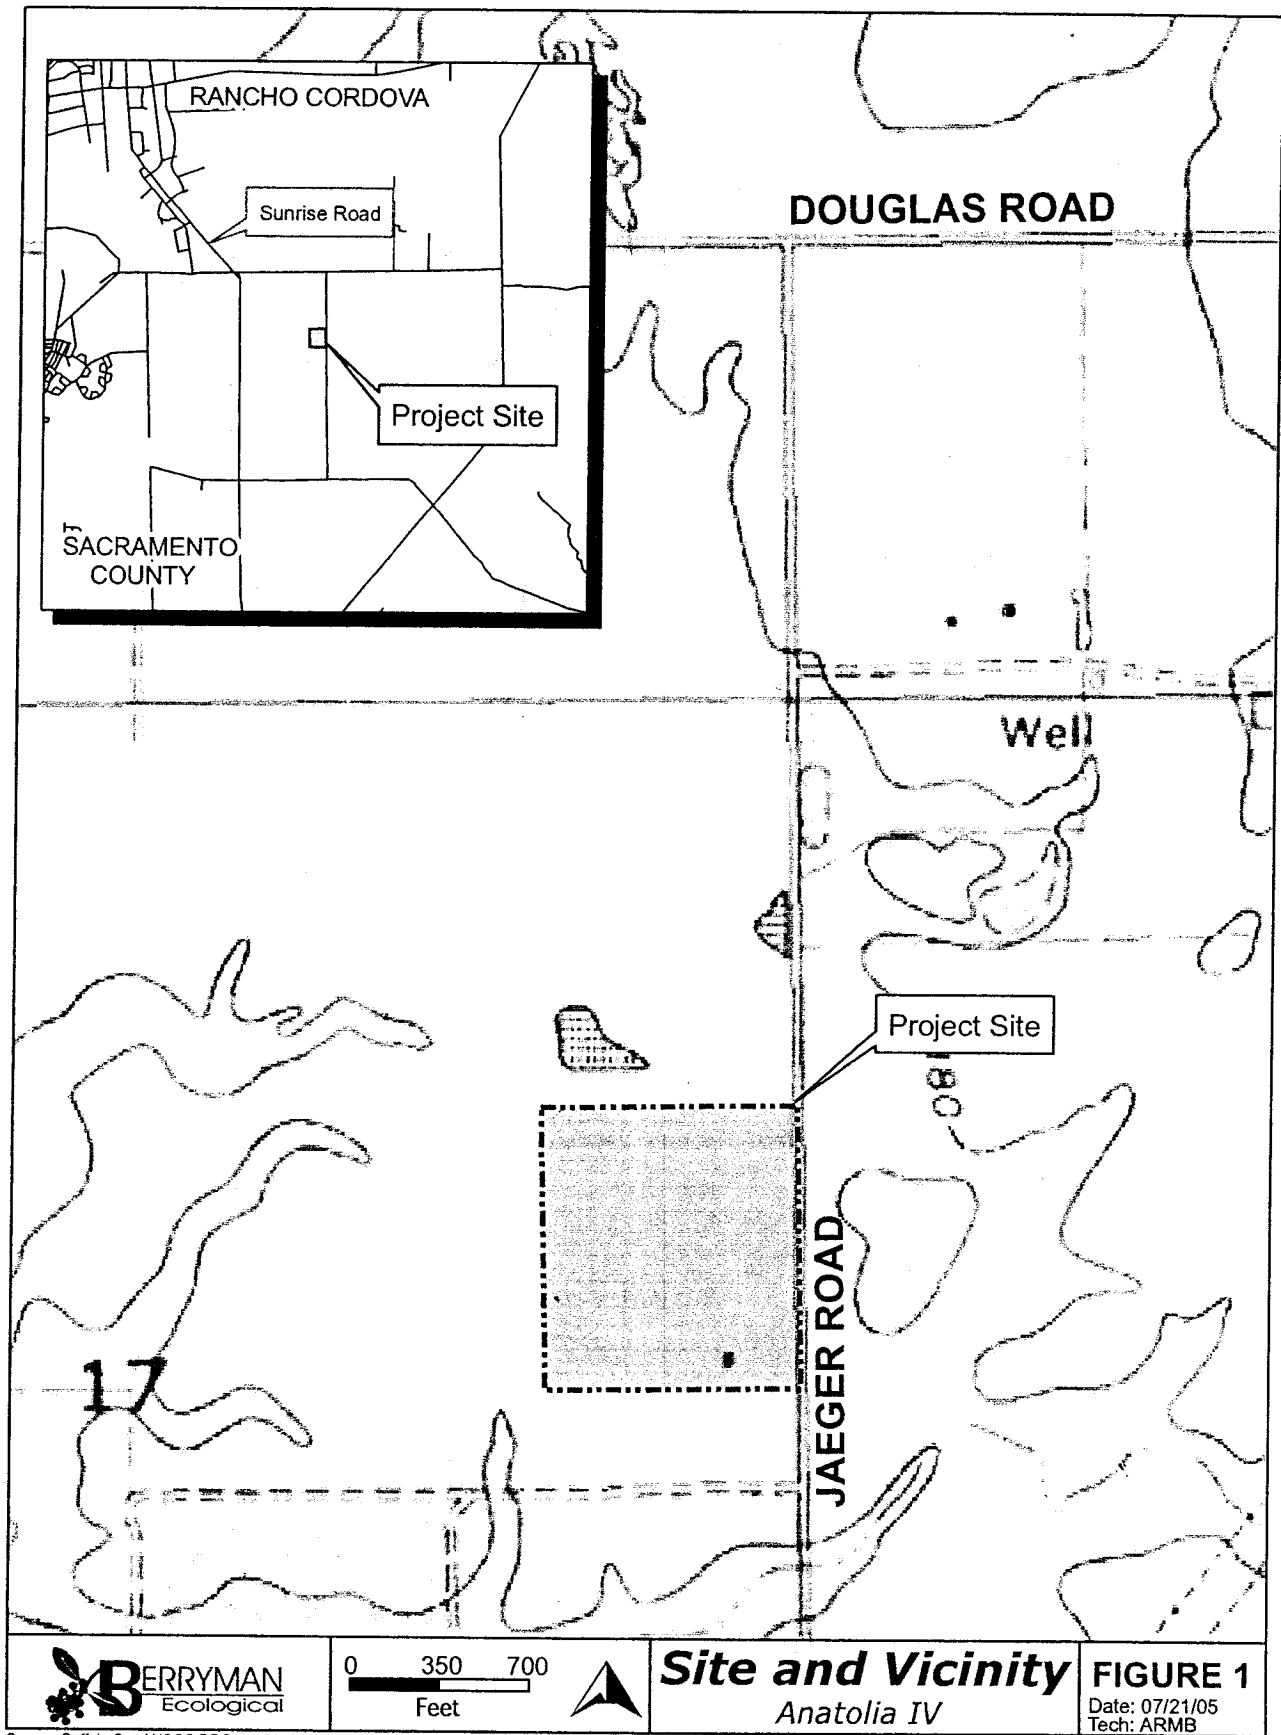 RANCHO CORDOVA
Sunrise Road
Project Site
SACRAMENTO
COUNTY
DOUGLAS ROAD
Well
Project Site
180
JAEGER ROAD
17
BERRYMAN
Ecological
0 350 700
Feet
Site and Vicinity
Anatolia IV
FIGURE 1
Date: 07/21/05
Tech: ARMB